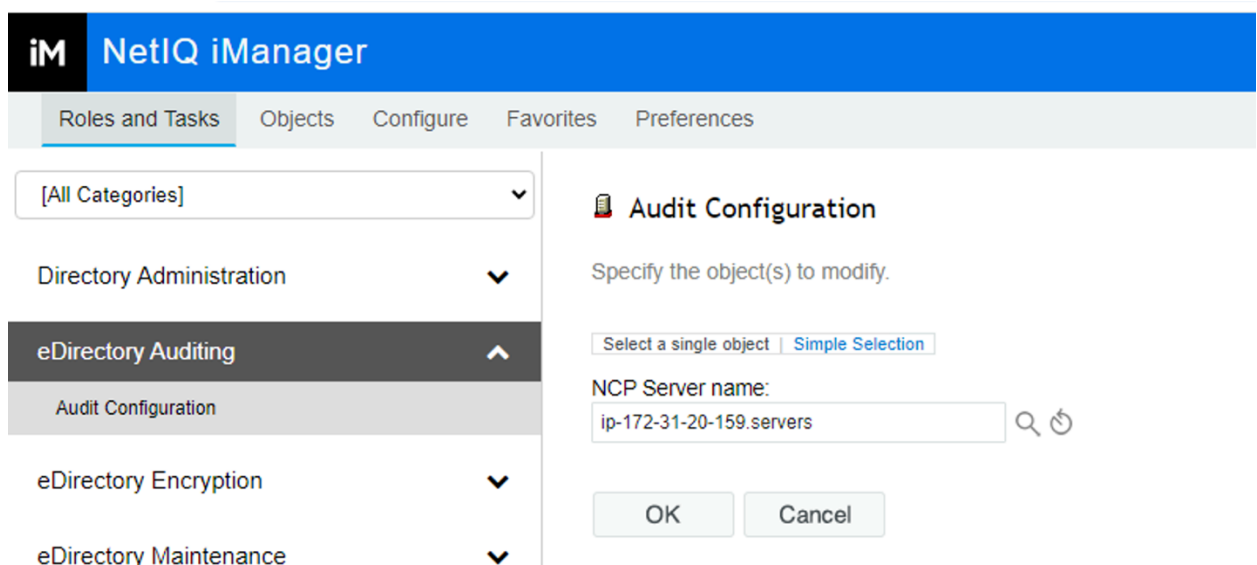 iM NetIQ iManager
Roles and Tasks Objects Configure Favorites Preferences
[All Categories]
Directory Administration
eDirectory Auditing
Audit Configuration
eDirectory Encryption
eDirectory Maintenance
Audit Configuration
Specify the object(s) to modify.
Select a single object | Simple Selection
NCP Server name:
ip-172-31-20-159.servers
OK Cancel